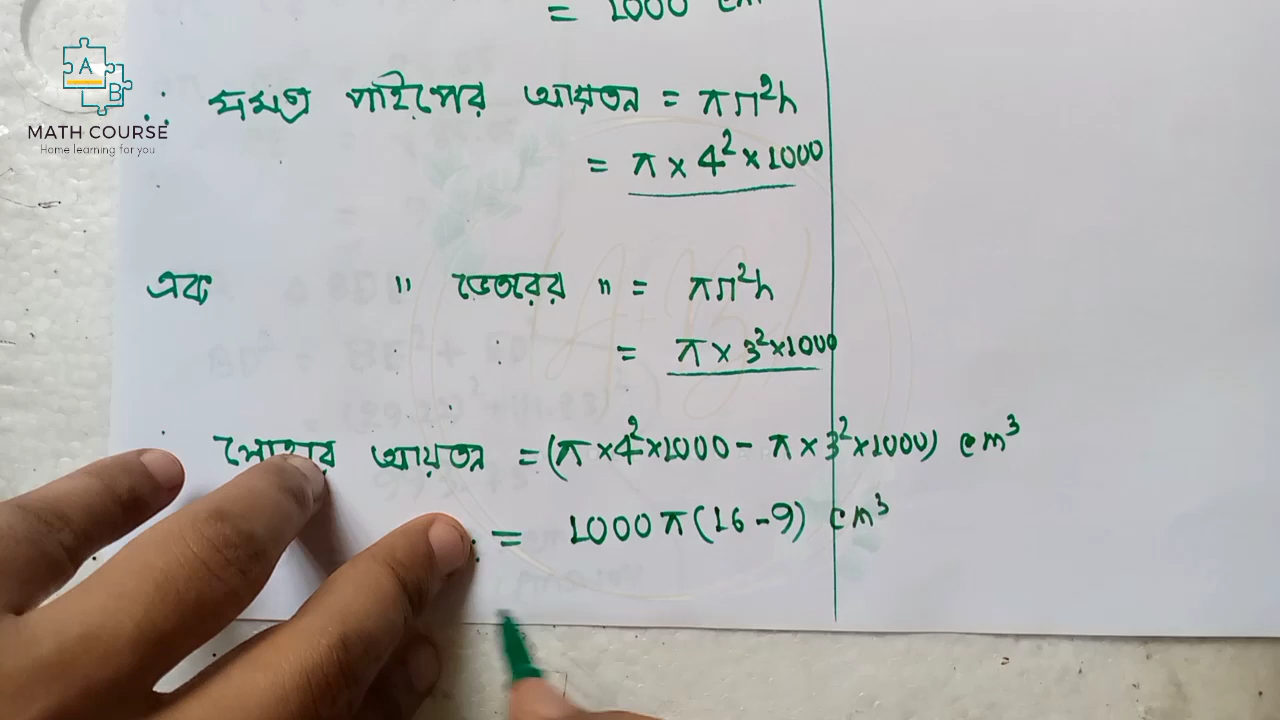 = 1000 cm
A
B
MATH COURSE
Home learning for you
∴ সমগ্র পাইপের আয়তন = πr²h
= π × 4² × 1000
এবং " ভেতরের " = πr²h
= π × 3² × 1000
লোহার আয়তন = (π × 4² × 1000 - π × 3² × 1000) cm³
= 1000π (16 - 9) cm³